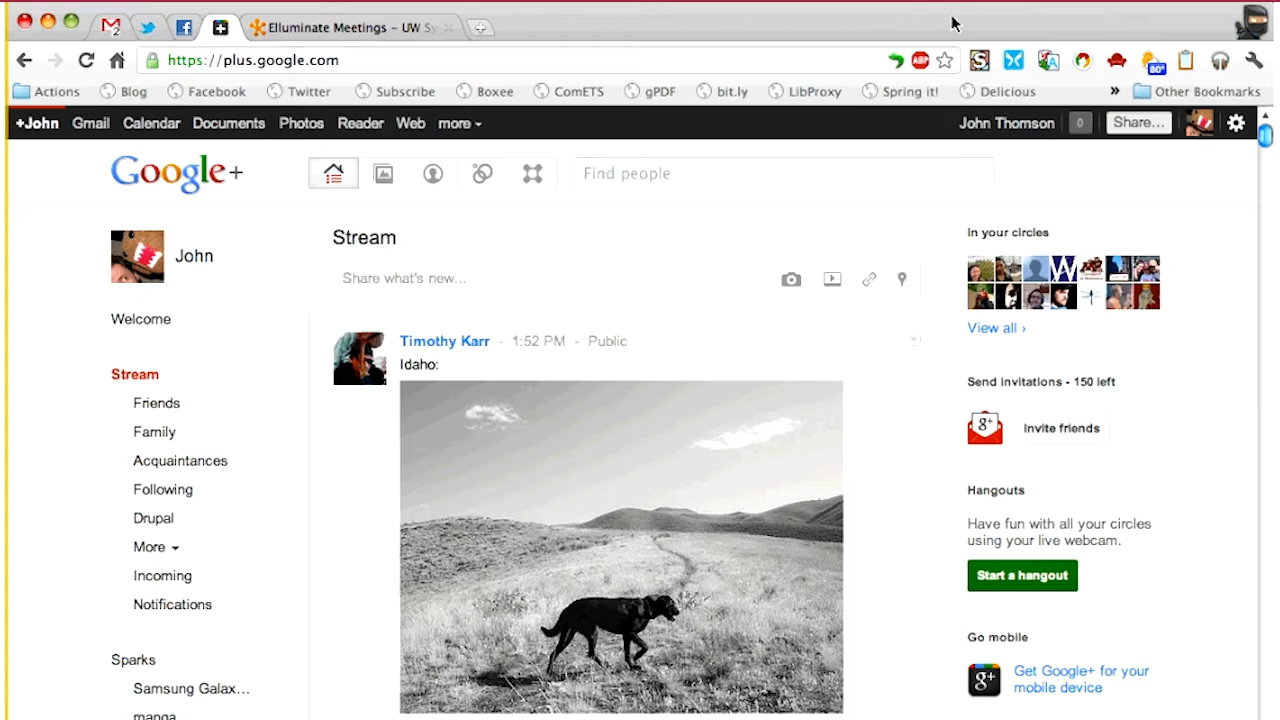 2
Elluminate Meetings – UW Sy
https://plus.google.com
ABP
S
A
80°
Actions Blog Facebook Twitter Subscribe Boxee ComETS gPDF bit.ly LibProxy Spring it! Delicious » Other Bookmarks
+John Gmail Calendar Documents Photos Reader Web more John Thomson 0 Share...
Google+
Find people
John
Welcome
Stream
Friends
Family
Acquaintances
Following
Drupal
More
Incoming
Notifications
Sparks
Samsung Galax...
manga
Stream
Share what's new...
Timothy Karr - 1:52 PM - Public
Idaho:
In your circles
W
View all ›
Send invitations - 150 left
g+
Invite friends
Hangouts
Have fun with all your circles
using your live webcam.
Start a hangout
Go mobile
g+
Get Google+ for your
mobile device